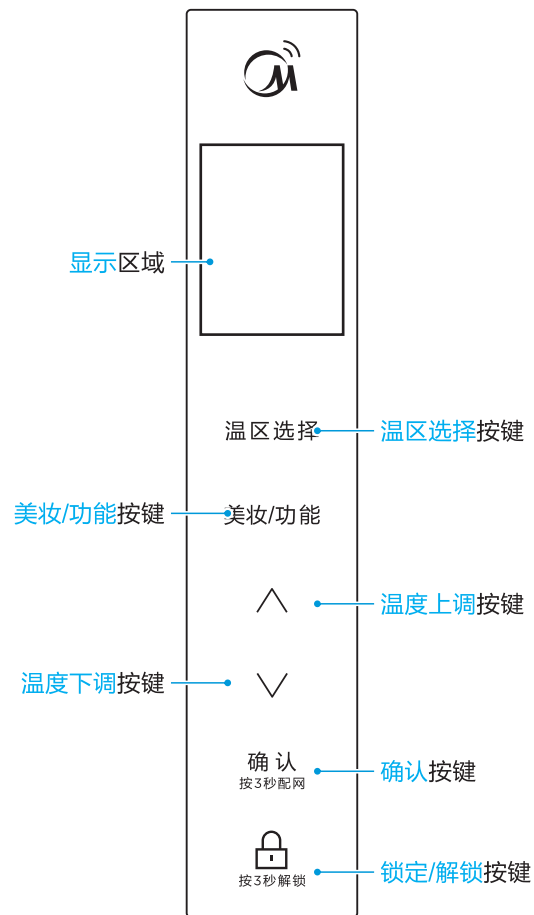 显示区域
温区选择
温区选择按键
美妆/功能按键
美妆/功能
温度上调按键
温度下调按键
确认
按3秒配网
确认按键
按3秒解锁
锁定/解锁按键